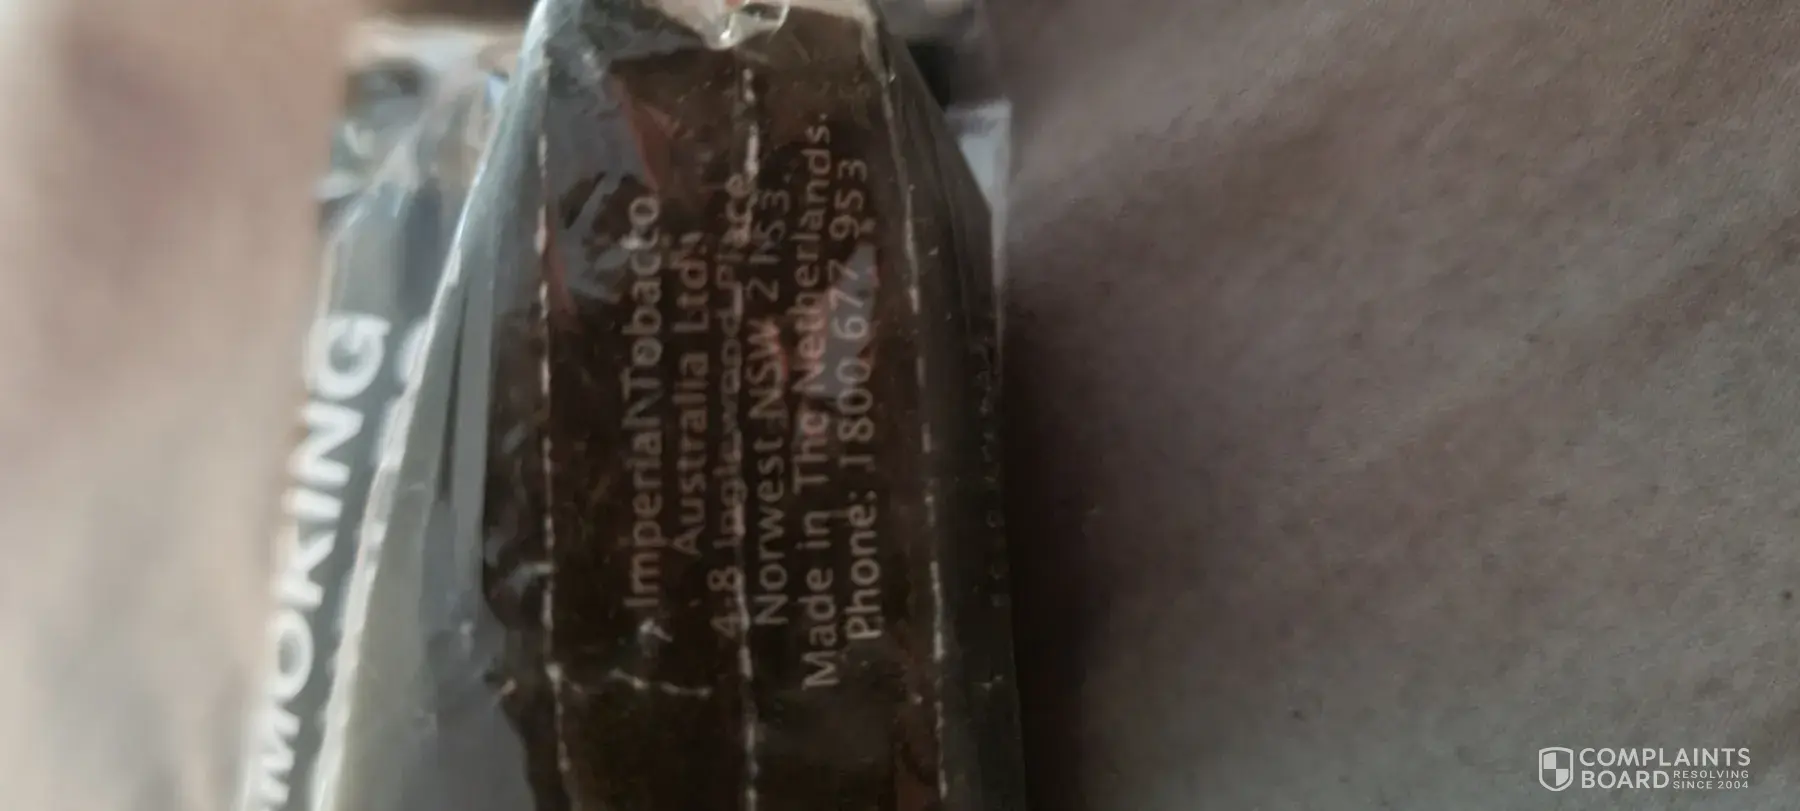 SMOKING
Imperial Tobacco
Australia Ltd.
4-8 Inglewood Place,
Norwest NSW 2153.
Made in The Netherlands.
Phone: 1800 677 953
COMPLAINTS
BOARD RESOLVING
SINCE 2004